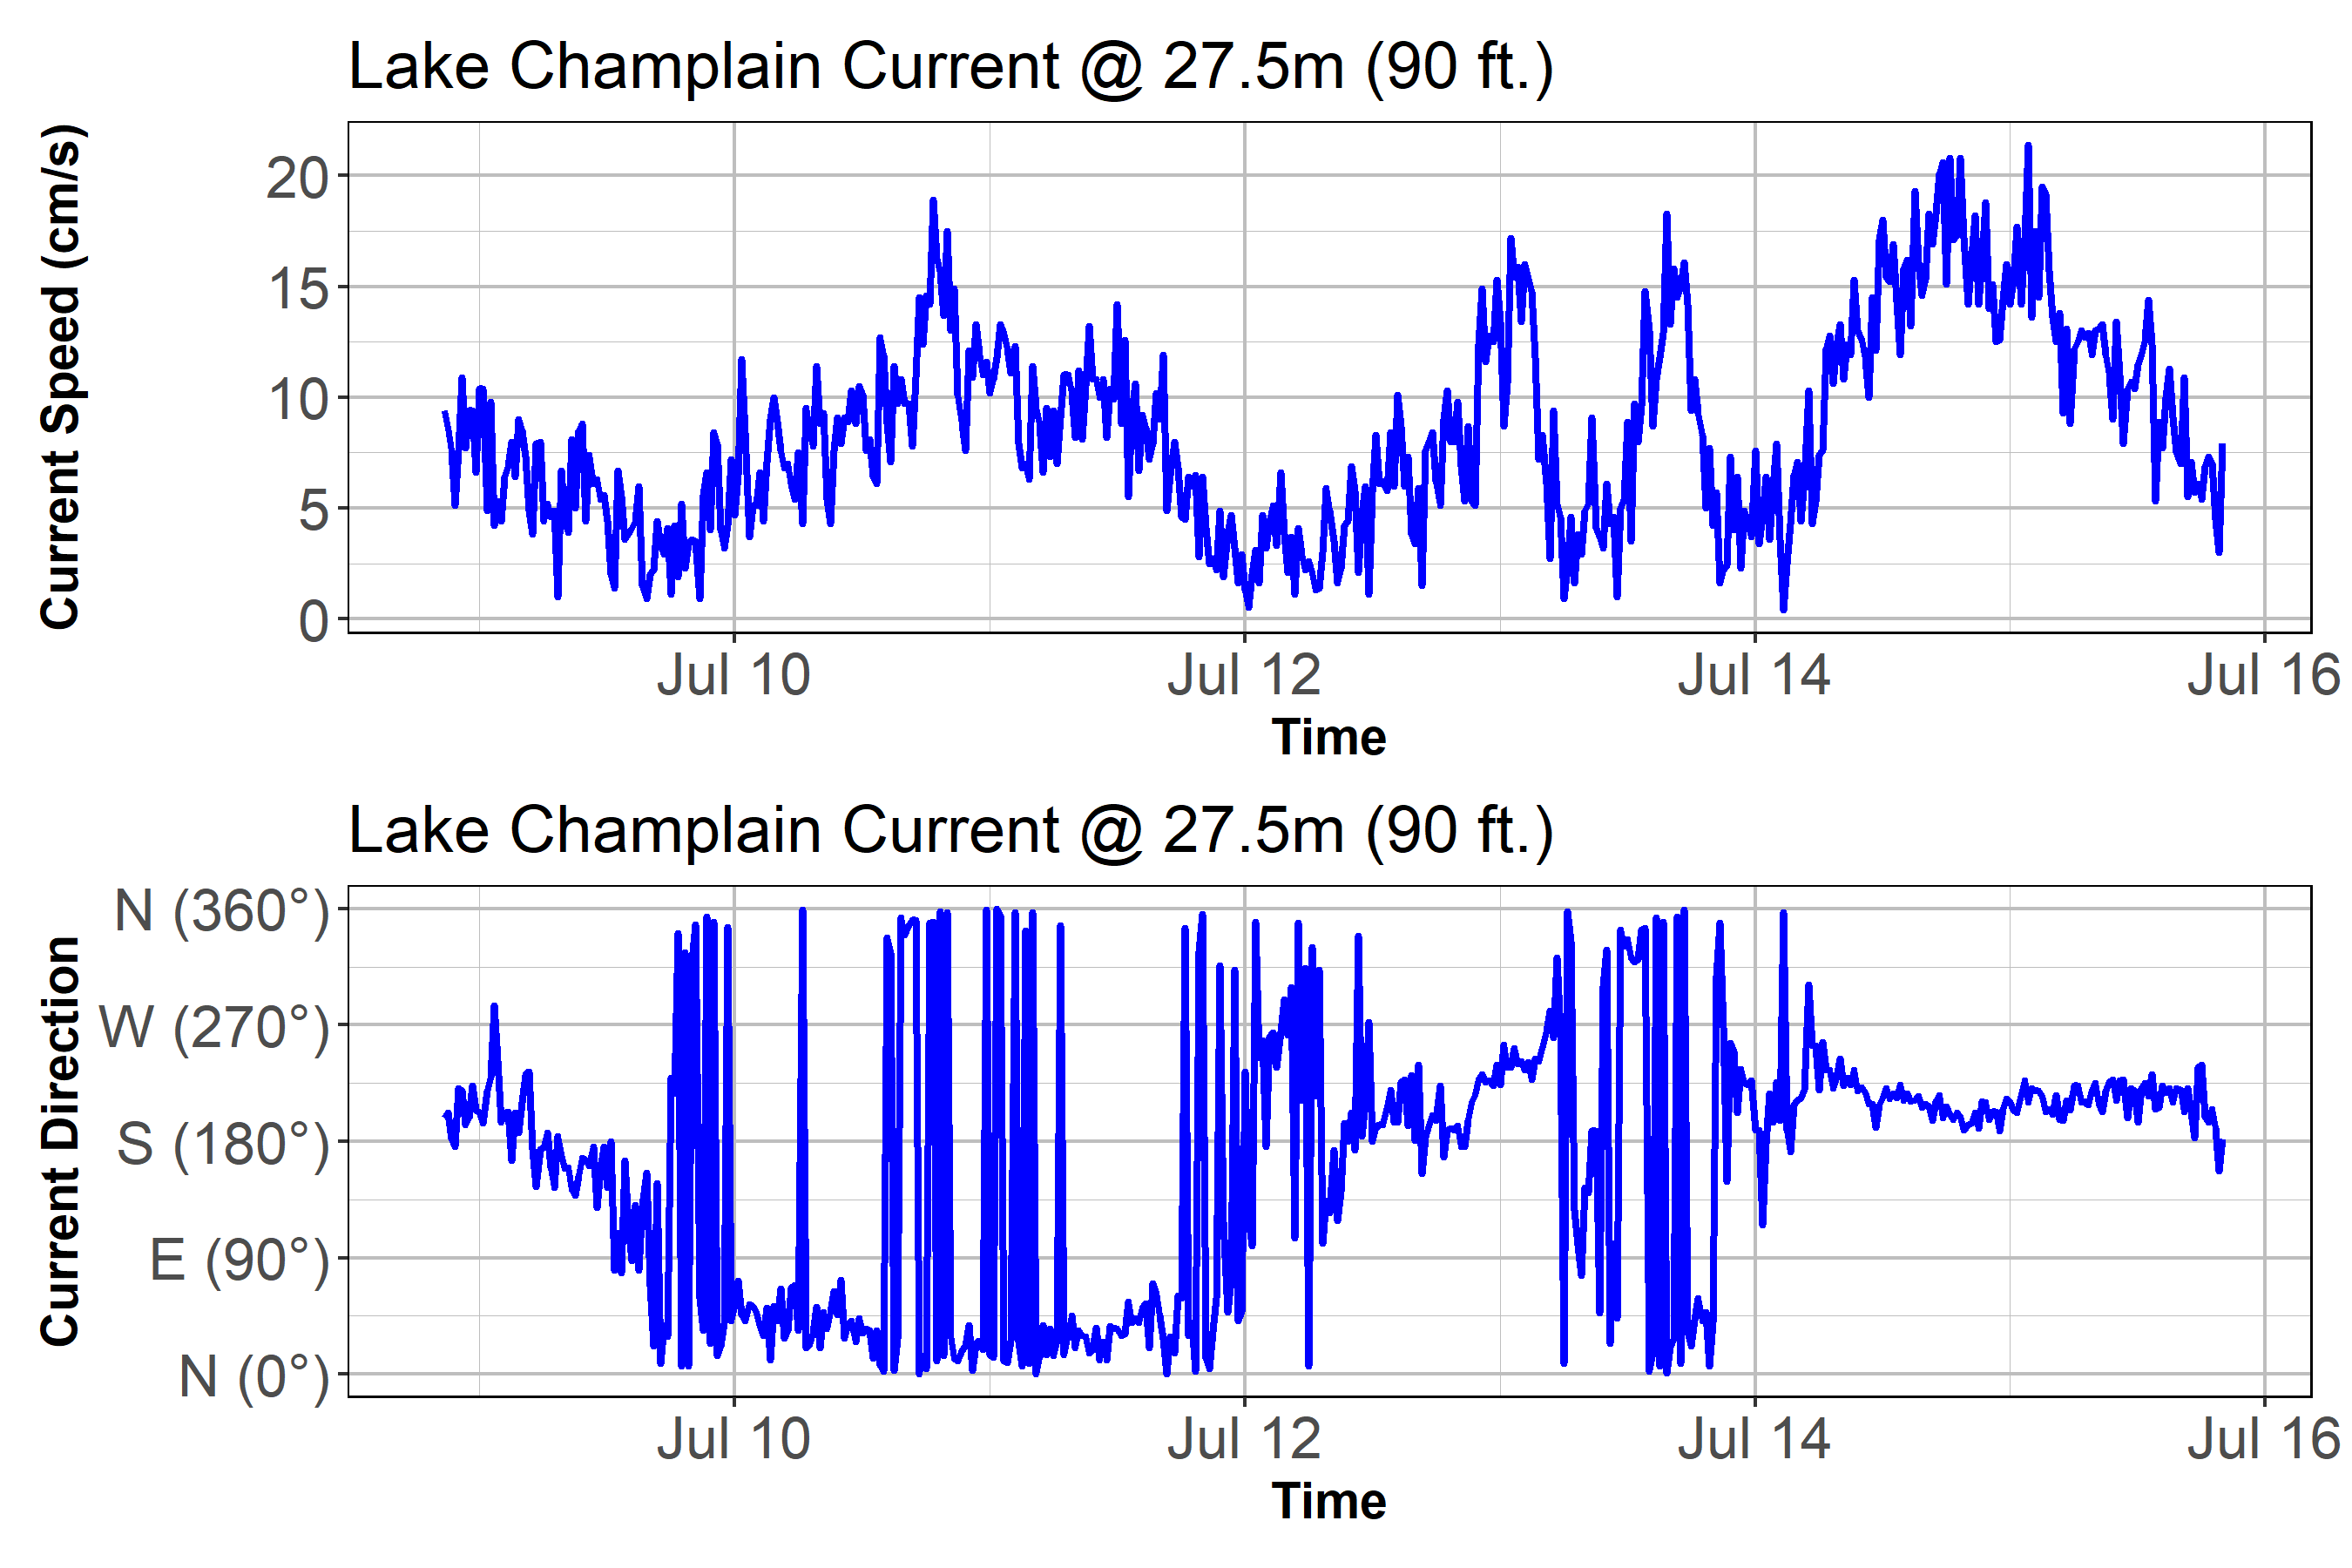 Lake Champlain Current @ 27.5m (90 ft.)
Current Speed (cm/s)
20
15
10
5
0
Jul 10 Jul 12 Jul 14 Jul 16
Time
Lake Champlain Current @ 27.5m (90 ft.)
Current Direction
N (360°)
W (270°)
S (180°)
E (90°)
N (0°)
Jul 10 Jul 12 Jul 14 Jul 16
Time